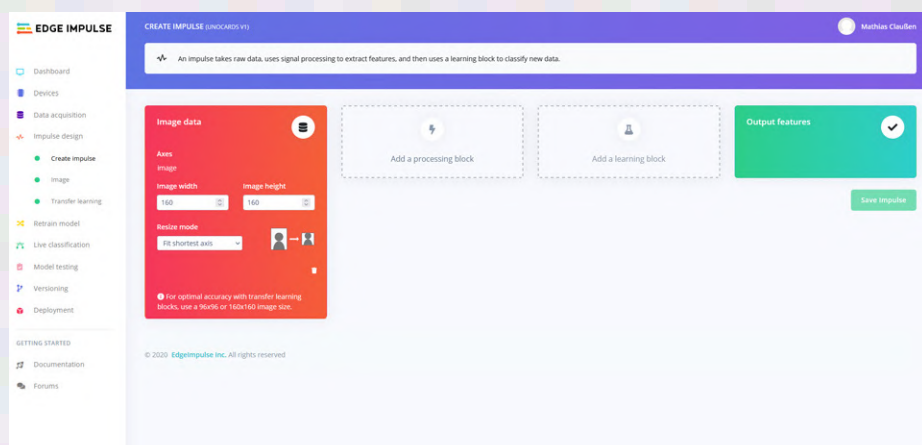 EDGE IMPULSE
Dashboard
Devices
Data acquisition
Impulse design
Create impulse
Image
Transfer learning
Retrain model
Live classification
Model testing
Versioning
Deployment
GETTING STARTED
Documentation
Forums
CREATE IMPULSE (UNOCARDS V1)
Mathias Claußen
An impulse takes raw data, uses signal processing to extract features, and then uses a learning block to classify new data.
Image data
Axes
Image
Image width Image height
160 160
Resize mode
Fit shortest axis
For optimal accuracy with transfer learning
blocks, use a 96x96 or 160x160 image size.
Add a processing block
Add a learning block
Output features
Save Impulse
© 2020 EdgeImpulse Inc. All rights reserved